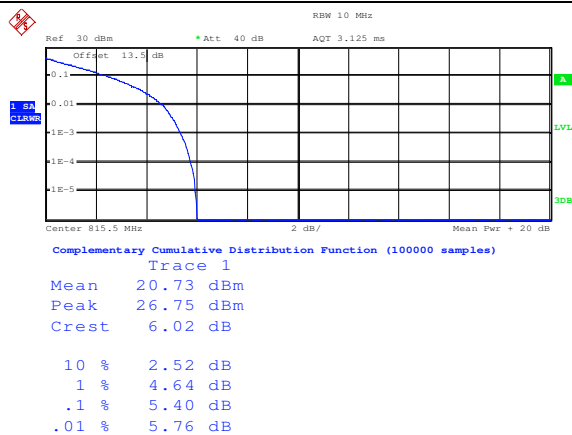 RBW 10 MHz
Ref 30 dBm *Att 40 dB AQT 3.125 ms
Offset 13.5 dB
0.1
A
1 SA
CLRWR
0.01
LVL
1E-3
1E-4
1E-5
3DB
Center 815.5 MHz 2 dB/ Mean Pwr + 20 dB
Complementary Cumulative Distribution Function (100000 samples)
Trace 1
Mean 20.73 dBm
Peak 26.75 dBm
Crest 6.02 dB
10 % 2.52 dB
1 % 4.64 dB
.1 % 5.40 dB
.01 % 5.76 dB